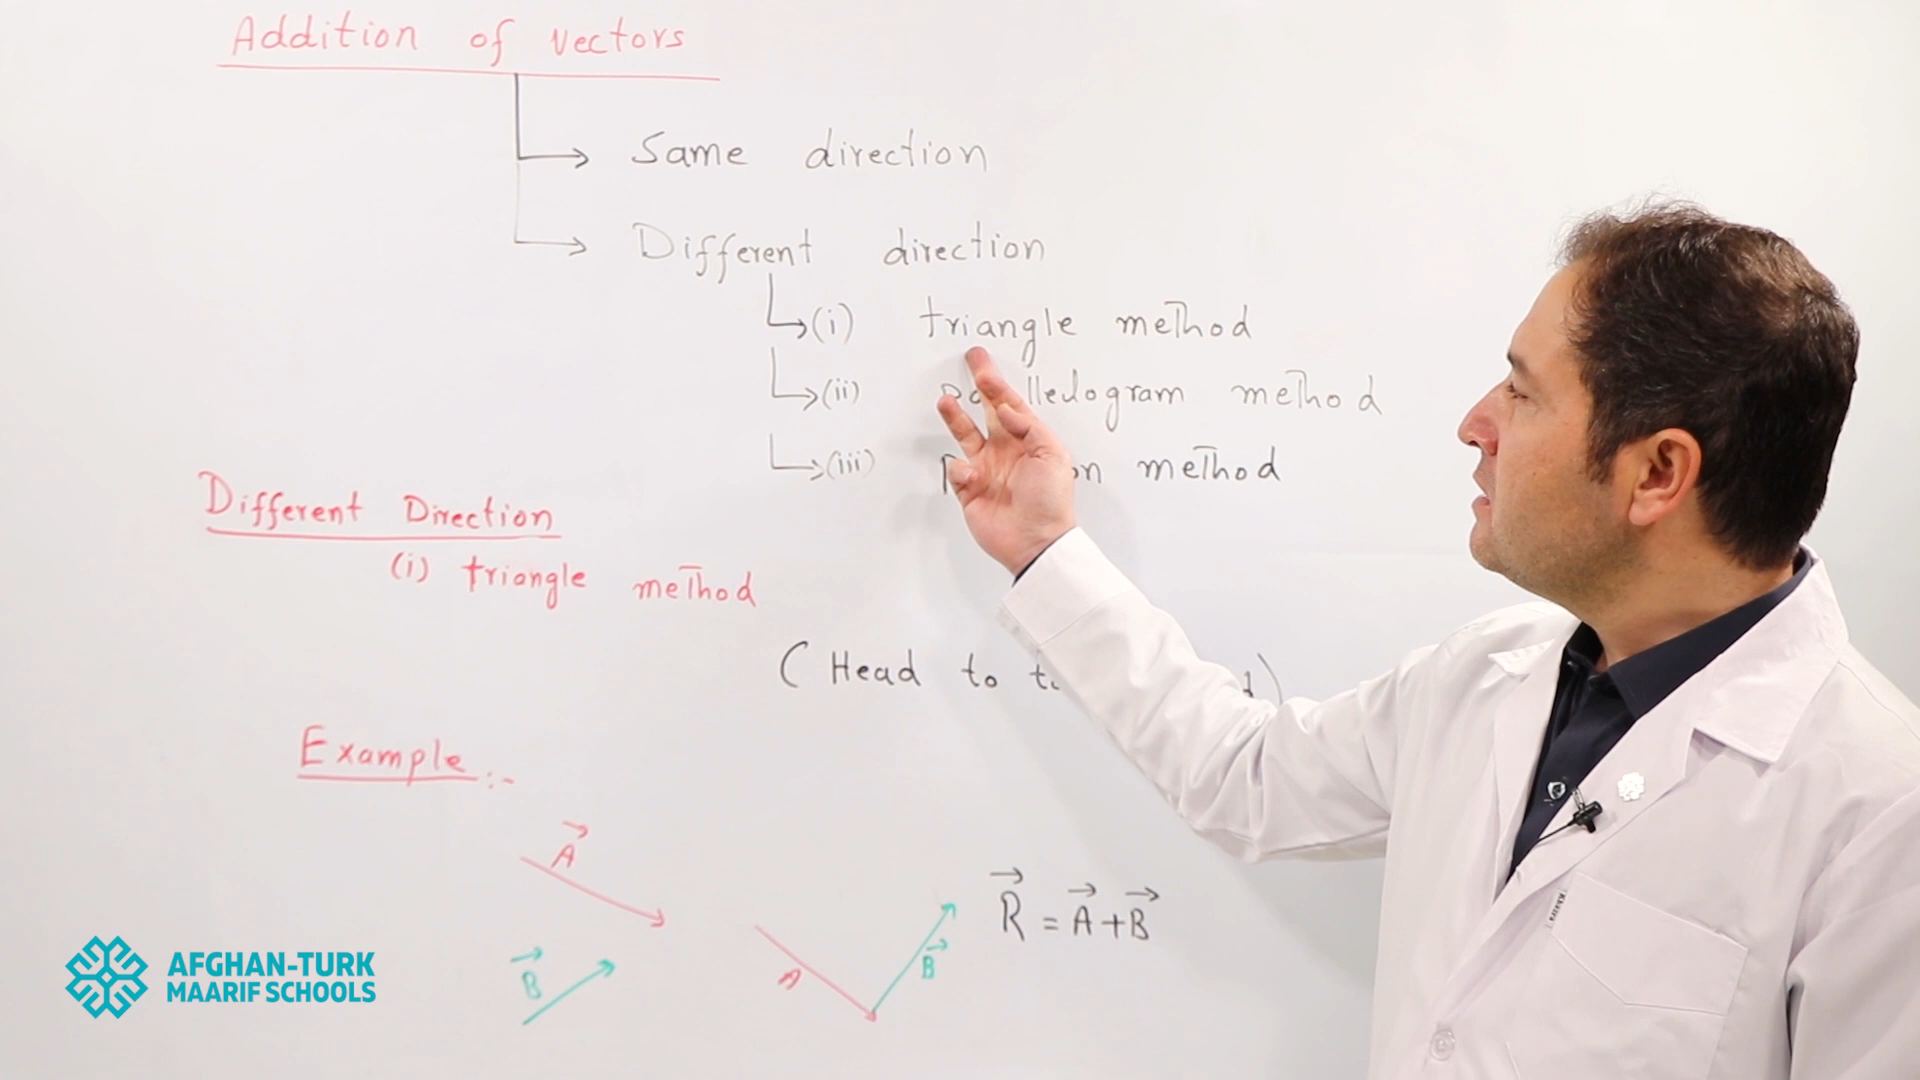 Addition of vectors
Same direction
Different direction
(i) triangle method
(ii) method
(iii) method
Different Direction
(i) triangle method
(Head to
Example:-
A
B
A
B
R = A + B
AFGHAN-TURK
MAARIF SCHOOLS